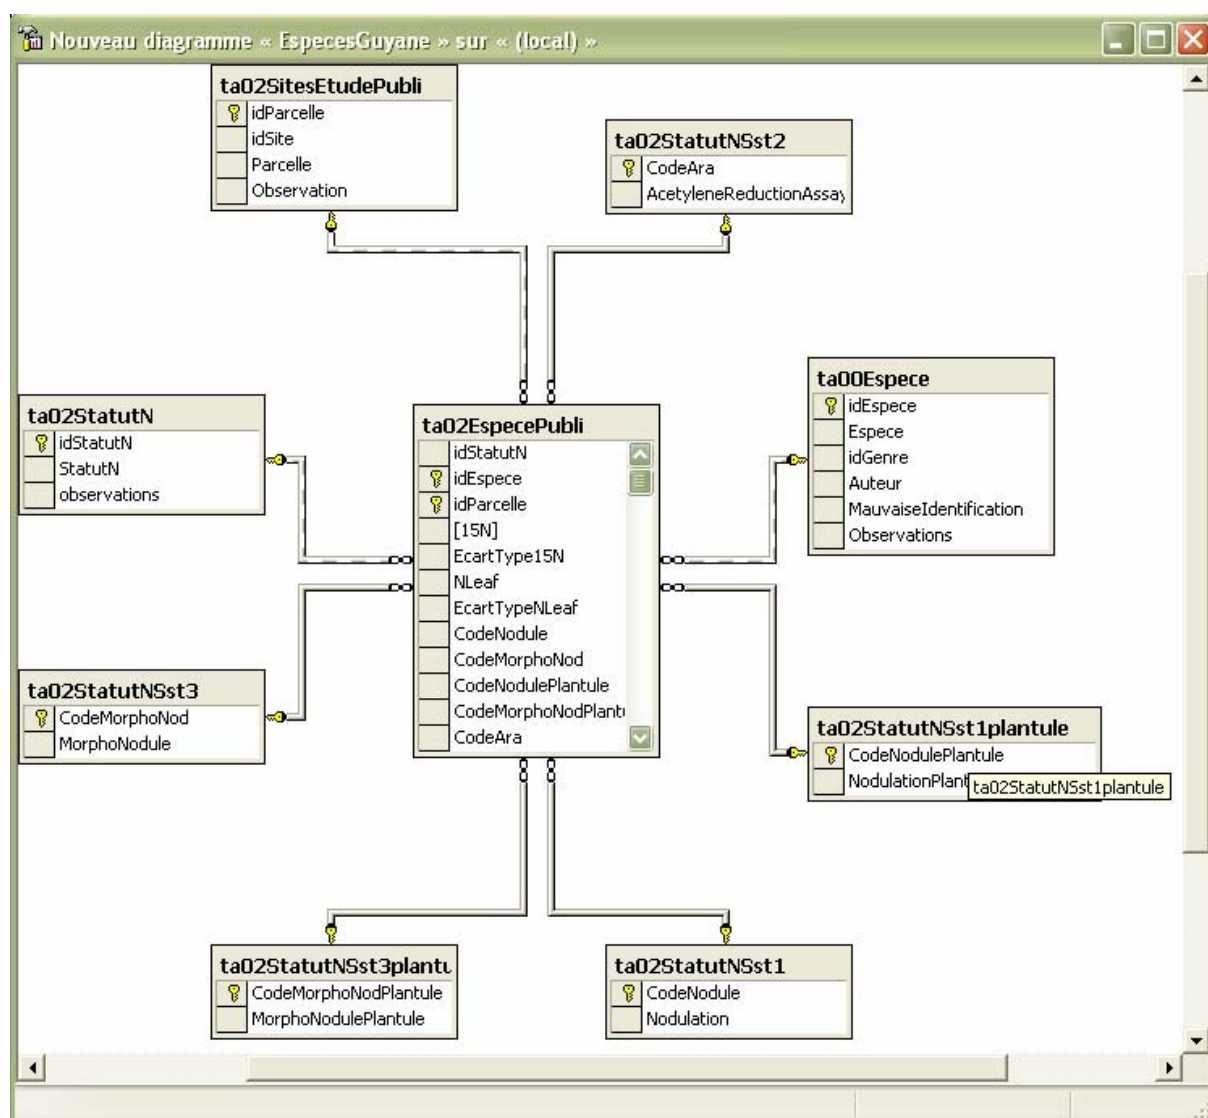 Nouveau diagramme « EspecesGuyane » sur « (local) »
ta02SitesEtudePubli
idParcelle
idSite
Parcelle
Observation
ta02StatutNSst2
CodeAra
AcetyleneReductionAssay
ta02StatutN
idStatutN
StatutN
observations
ta02EspecePubli
idStatutN
idEspece
idParcelle
[15N]
EcartType15N
NLeaf
EcartTypeNLeaf
CodeNodule
CodeMorphoNod
CodeNodulePlantule
CodeMorphoNodPlantu
CodeAra
ta00Espece
idEspece
Espece
idGenre
Auteur
MauvaiseIdentification
Observations
ta02StatutNSst3
CodeMorphoNod
MorphoNodule
ta02StatutNSst1plantule
CodeNodulePlantule
NodulationPlant
ta02StatutNSst1plantule
ta02StatutNSst3plantu
CodeMorphoNodPlantule
MorphoNodulePlantule
ta02StatutNSst1
CodeNodule
Nodulation